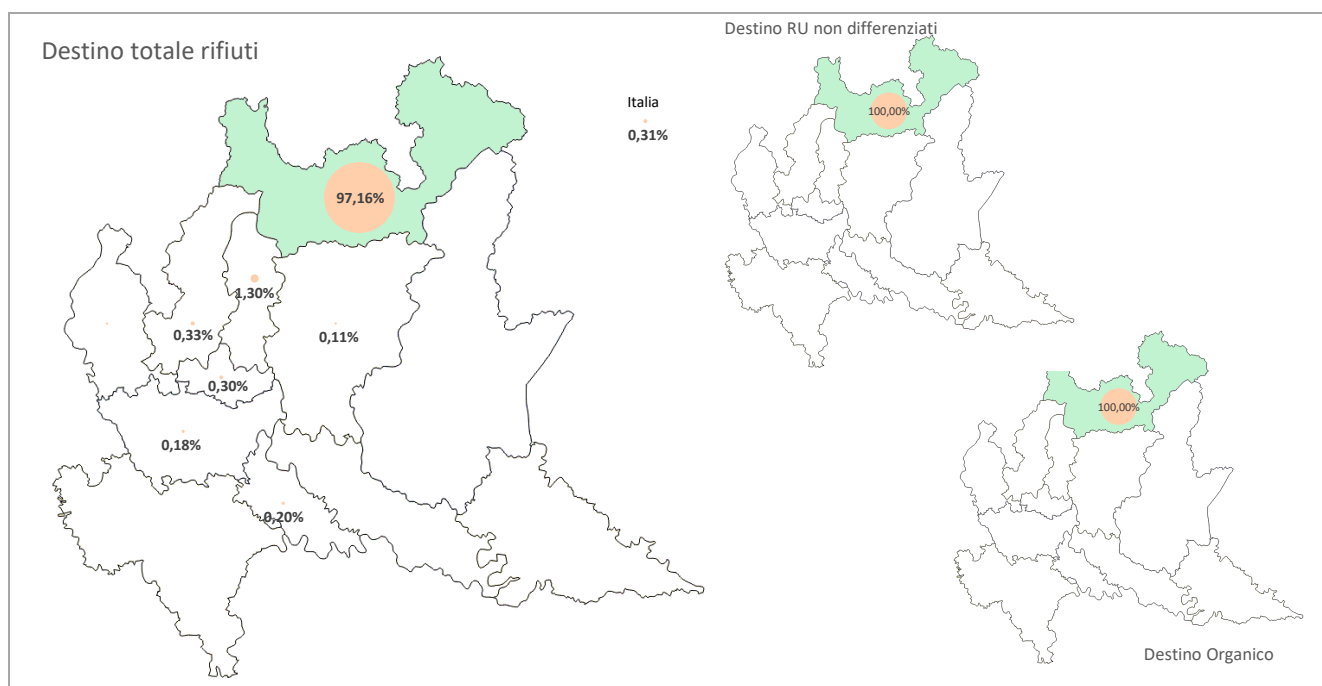 Destino totale rifiuti
Italia
0,31%
97,16%
1,30%
0,33%
0,11%
0,30%
0,18%
0,20%
Destino RU non differenziati
100,00%
100,00%
Destino Organico